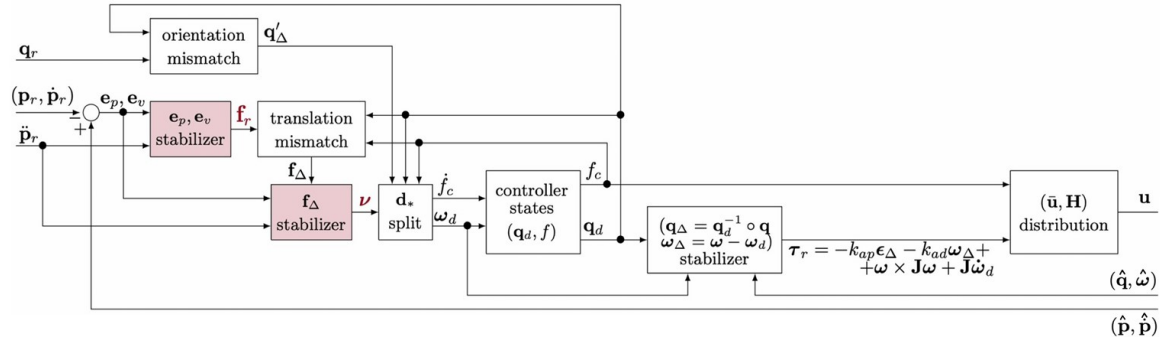 orientation
mismatch
q′_Δ
q_r
(p_r, ṗ_r)
−
+
e_p, e_v
p̈_r
e_p, e_v
stabilizer
f_r
translation
mismatch
f_Δ
f_Δ
stabilizer
ν
d_*
split
ḟ_c
ω_d
controller
states
(q_d, f)
f_c
q_d
(q_Δ = q_d^{-1} ∘ q
ω_Δ = ω − ω_d)
stabilizer
τ_r = −k_{ap}ϵ_Δ − k_{ad}ω_Δ+
+ω × Jω + Jω̇_d
(ū, H)
distribution
u
(q̂, ω̂)
(p̂, ṗ̂)